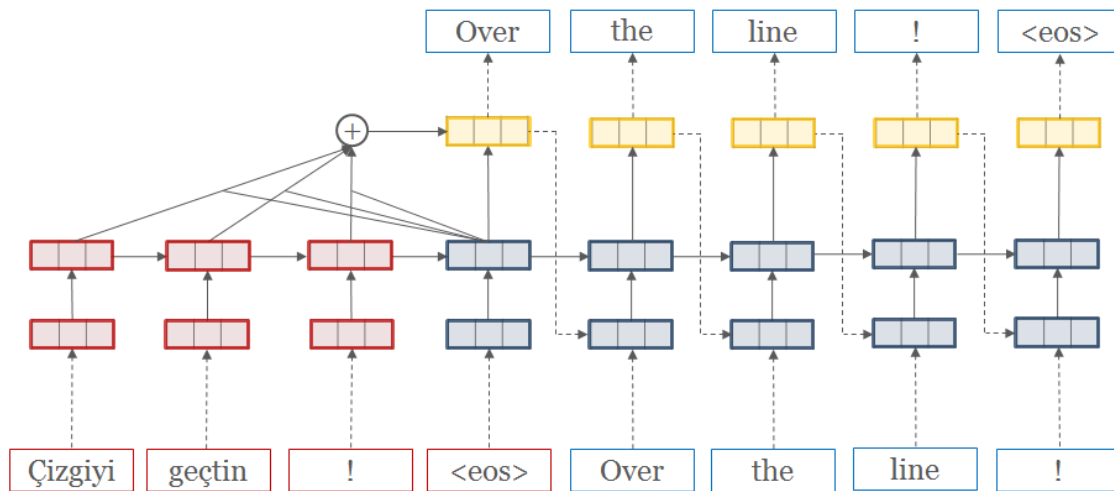 Over the line ! <eos>
+
Çizgiyi geçtin ! <eos> Over the line !